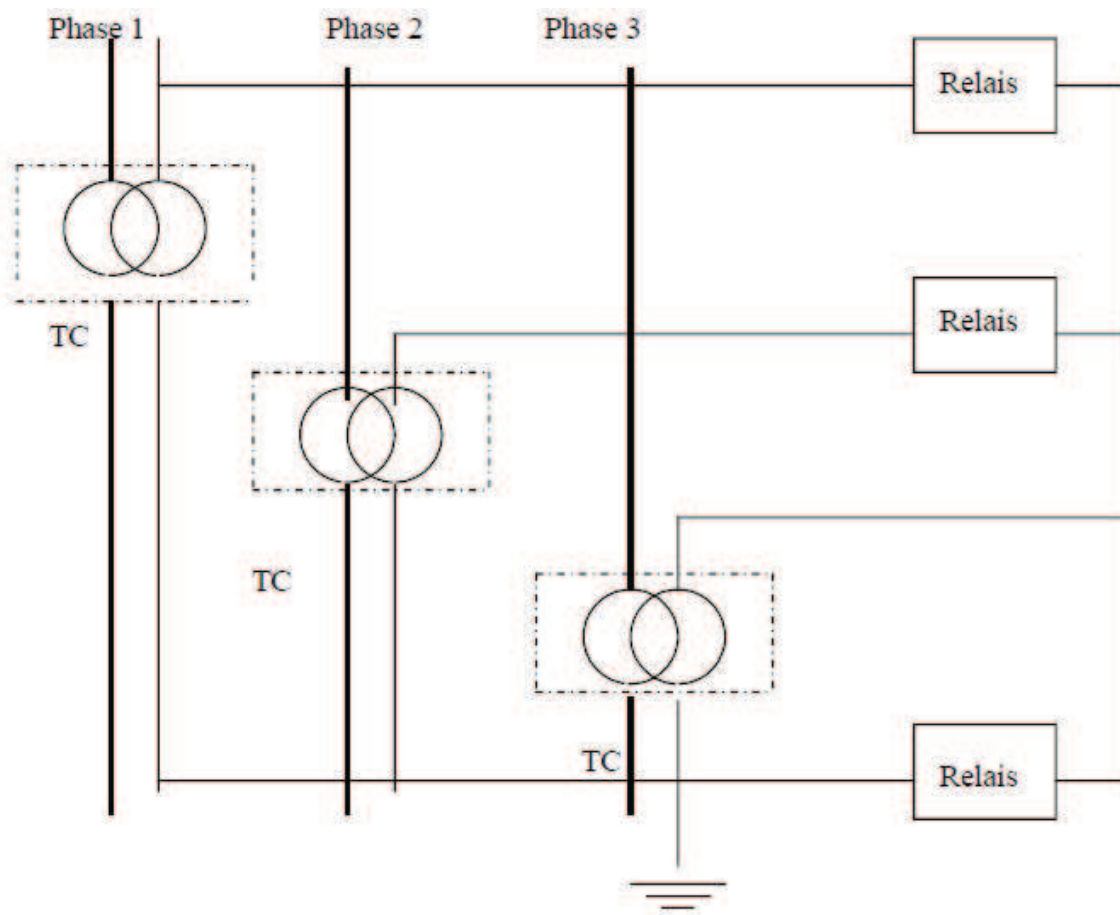 Phase 1
Phase 2
Phase 3
Relais
Relais
TC
TC
TC
Relais